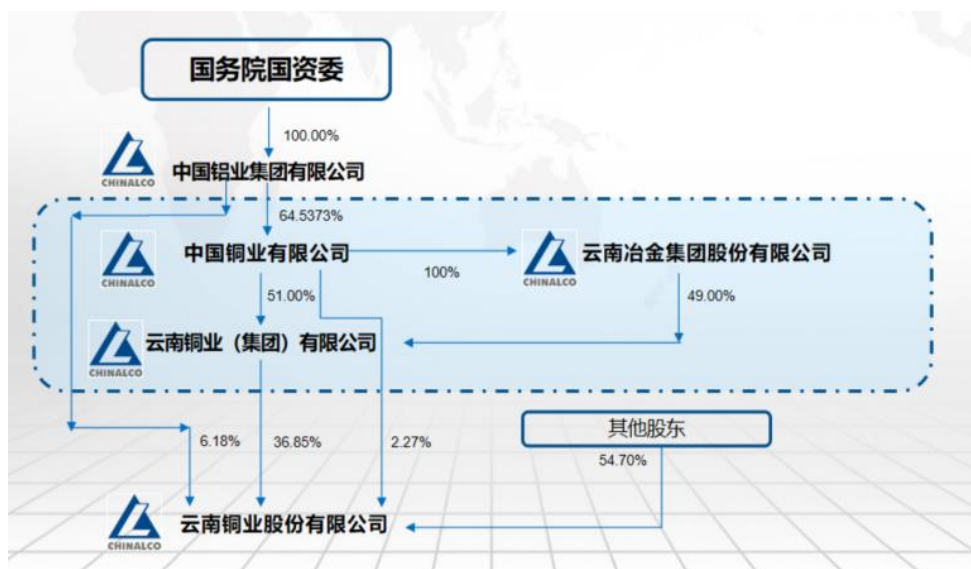 国务院国资委
100.00%
CHINALCO
中国铝业集团有限公司
64.5373%
CHINALCO
中国铜业有限公司
100%
CHINALCO
云南冶金集团股份有限公司
51.00%
49.00%
CHINALCO
云南铜业（集团）有限公司
其他股东
6.18%
36.85%
2.27%
54.70%
CHINALCO
云南铜业股份有限公司